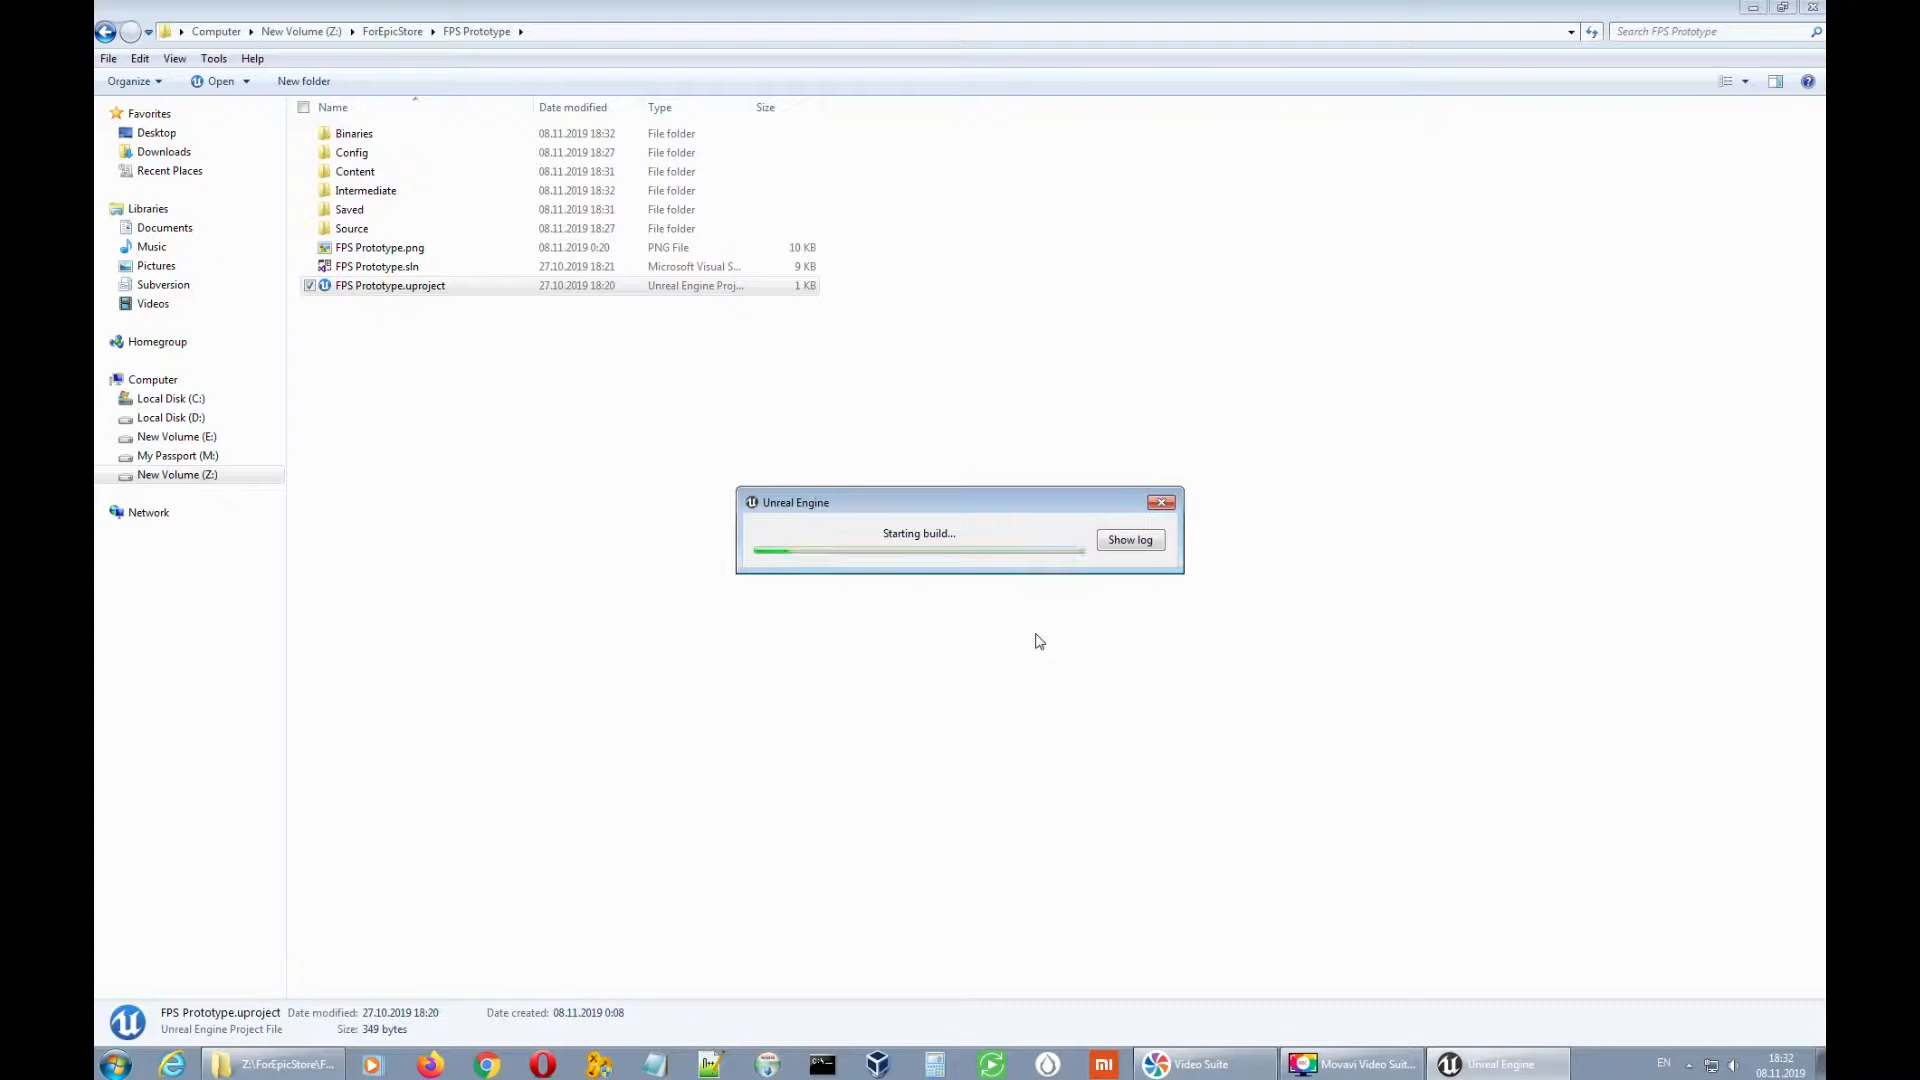 Computer New Volume (Z:) ForEpicStore FPS Prototype Search FPS Prototype
File Edit View Tools Help
Organize Open New folder
Name Date modified Type Size
Favorites
Desktop
Downloads
Recent Places
Libraries
Documents
Music
Pictures
Subversion
Videos
Homegroup
Computer
Local Disk (C:)
Local Disk (D:)
New Volume (E:)
My Passport (M:)
New Volume (Z:)
Network
Binaries 08.11.2019 18:32 File folder
Config 08.11.2019 18:27 File folder
Content 08.11.2019 18:31 File folder
Intermediate 08.11.2019 18:32 File folder
Saved 08.11.2019 18:31 File folder
Source 08.11.2019 18:27 File folder
FPS Prototype.png 08.11.2019 0:20 PNG File 10 KB
FPS Prototype.sln 27.10.2019 18:21 Microsoft Visual S... 9 KB
FPS Prototype.uproject 27.10.2019 18:20 Unreal Engine Proj... 1 KB
Unreal Engine
Starting build...
Show log
FPS Prototype.uproject Date modified: 27.10.2019 18:20 Date created: 08.11.2019 0:08
Unreal Engine Project File Size: 349 bytes
Z:\ForEpicStore\F... Video Suite Movavi Video Suit... Unreal Engine EN 18:32
08.11.2019